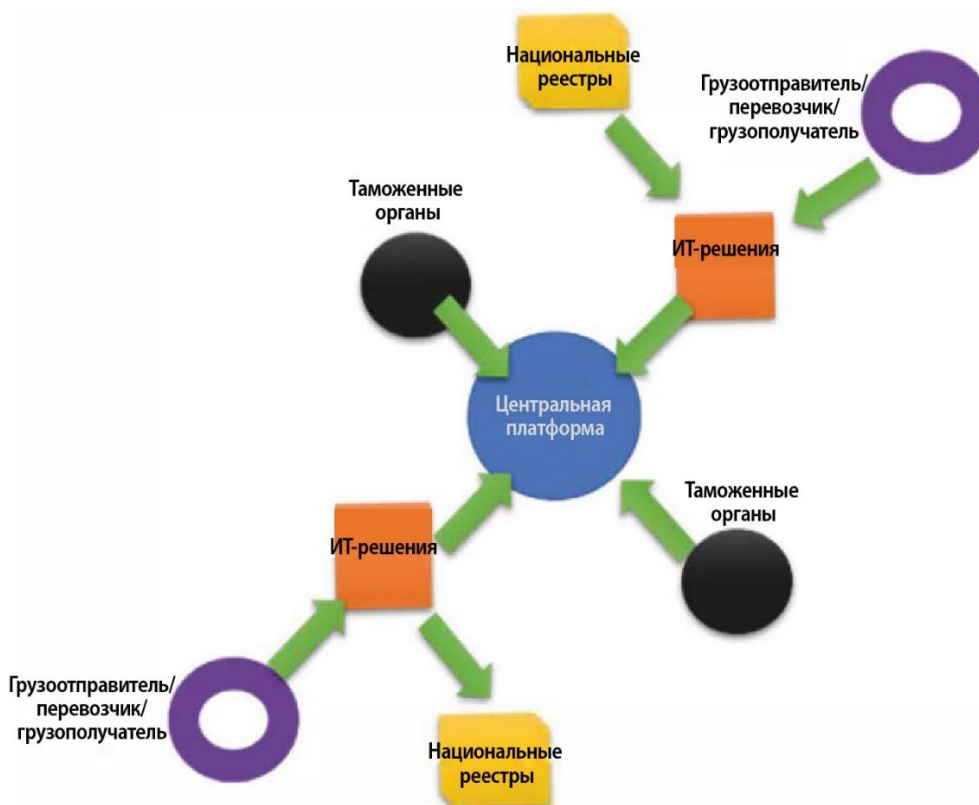 Национальные
реестры
Грузоотправитель/
перевозчик/
грузополучатель
Таможенные
органы
ИТ-решения
Центральная
платформа
Таможенные
органы
ИТ-решения
Грузоотправитель/
перевозчик/
грузополучатель
Национальные
реестры